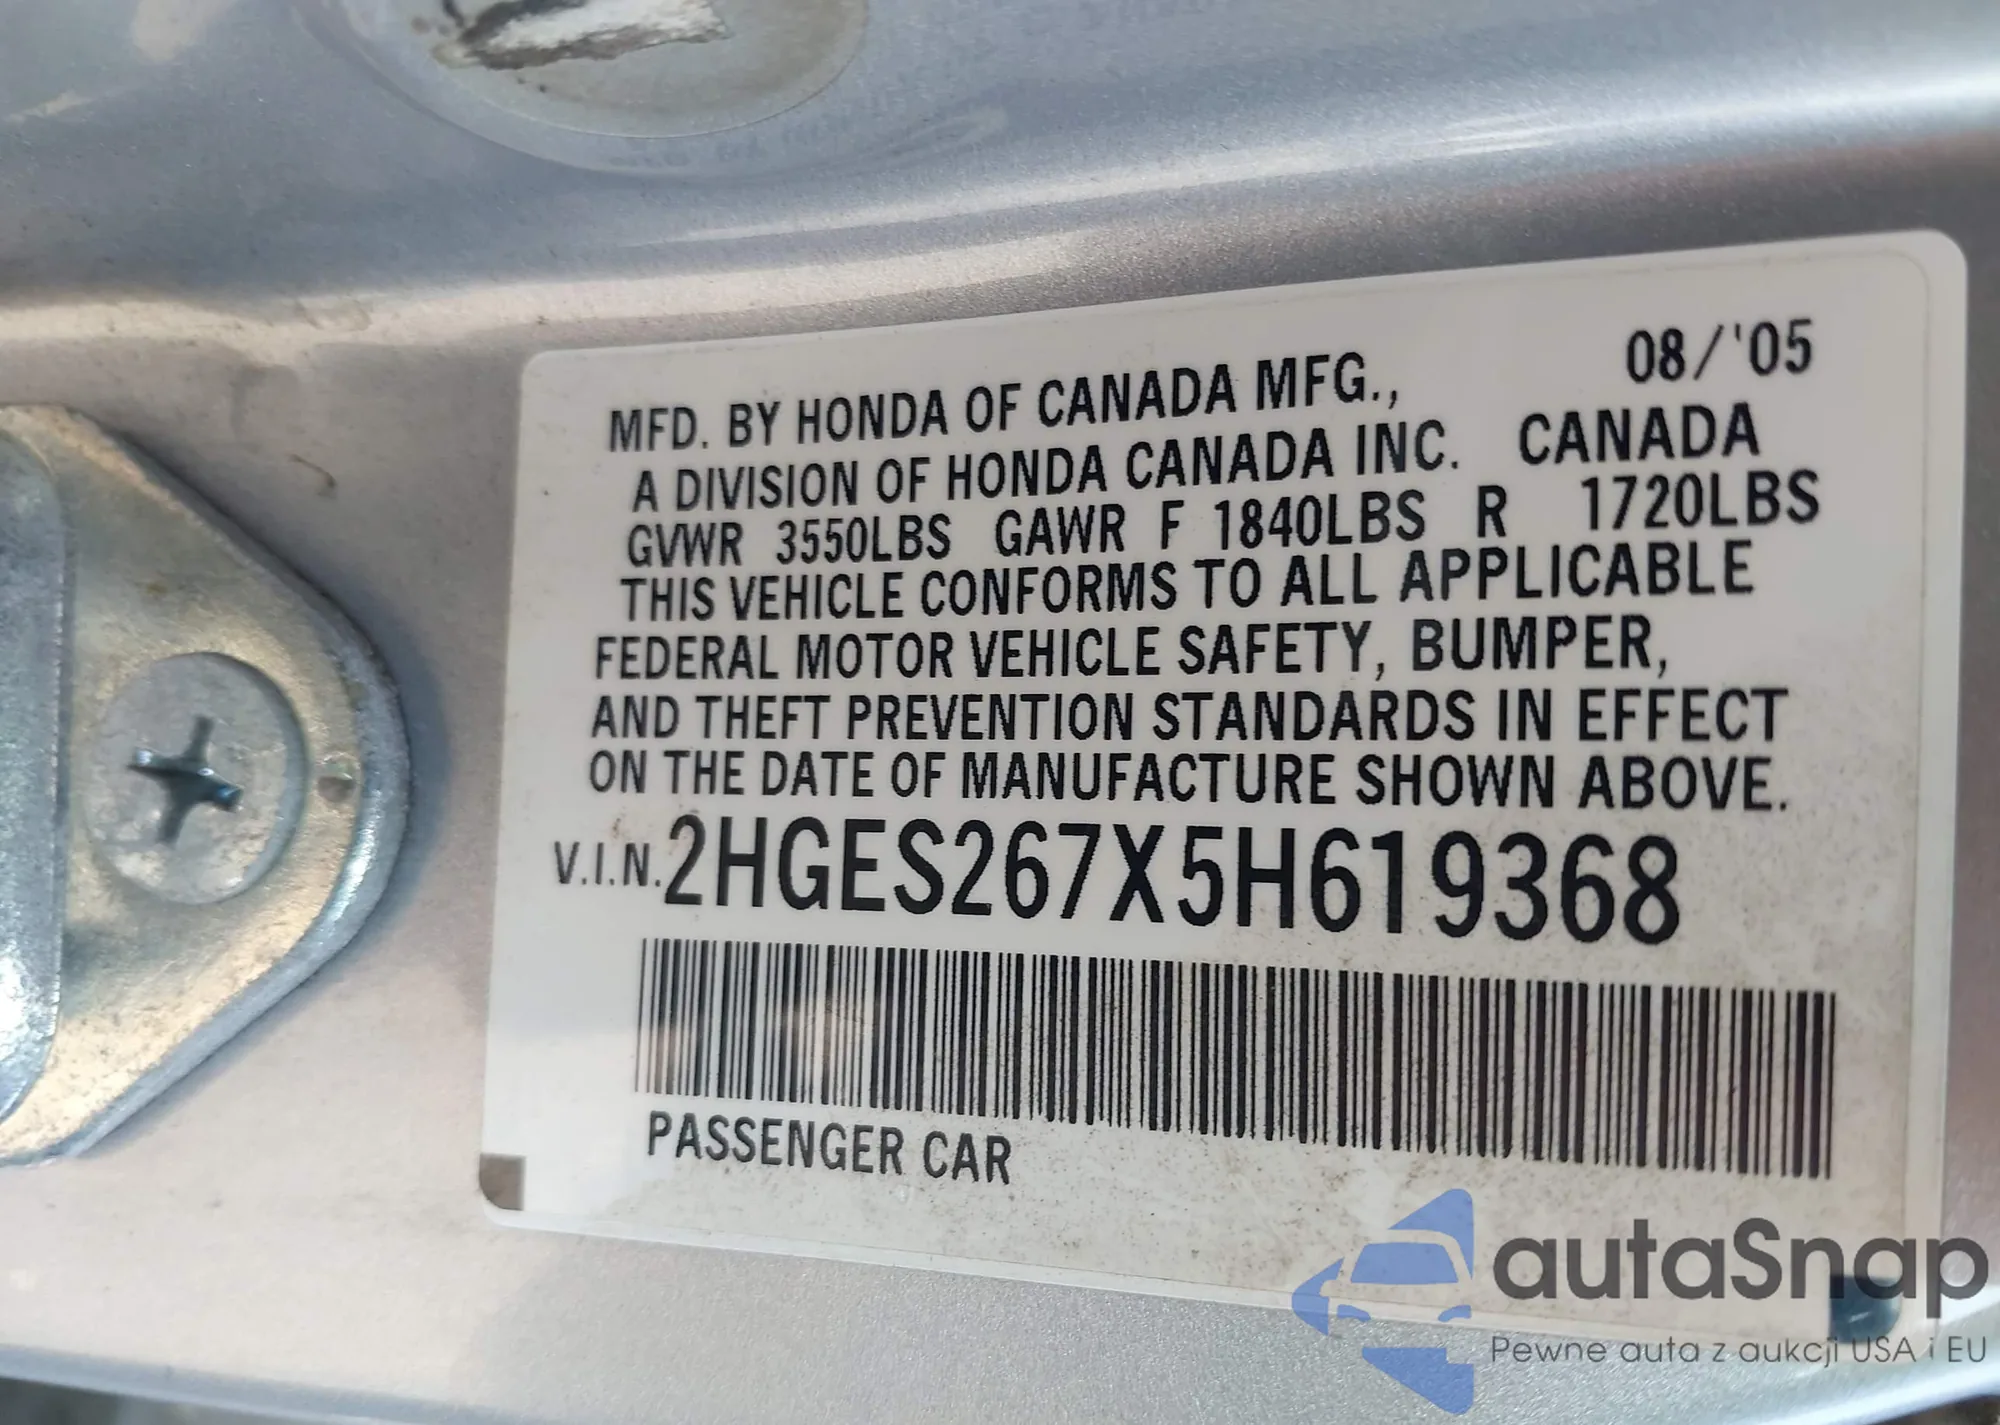 08/'05
MFD. BY HONDA OF CANADA MFG.,
A DIVISION OF HONDA CANADA INC. CANADA
GVWR 3550LBS GAWR F 1840LBS R 1720LBS
THIS VEHICLE CONFORMS TO ALL APPLICABLE
FEDERAL MOTOR VEHICLE SAFETY, BUMPER,
AND THEFT PREVENTION STANDARDS IN EFFECT
ON THE DATE OF MANUFACTURE SHOWN ABOVE.
V.I.N. 2HGES267X5H619368
PASSENGER CAR
autaSnap
Pewne auta z aukcji USA i EU